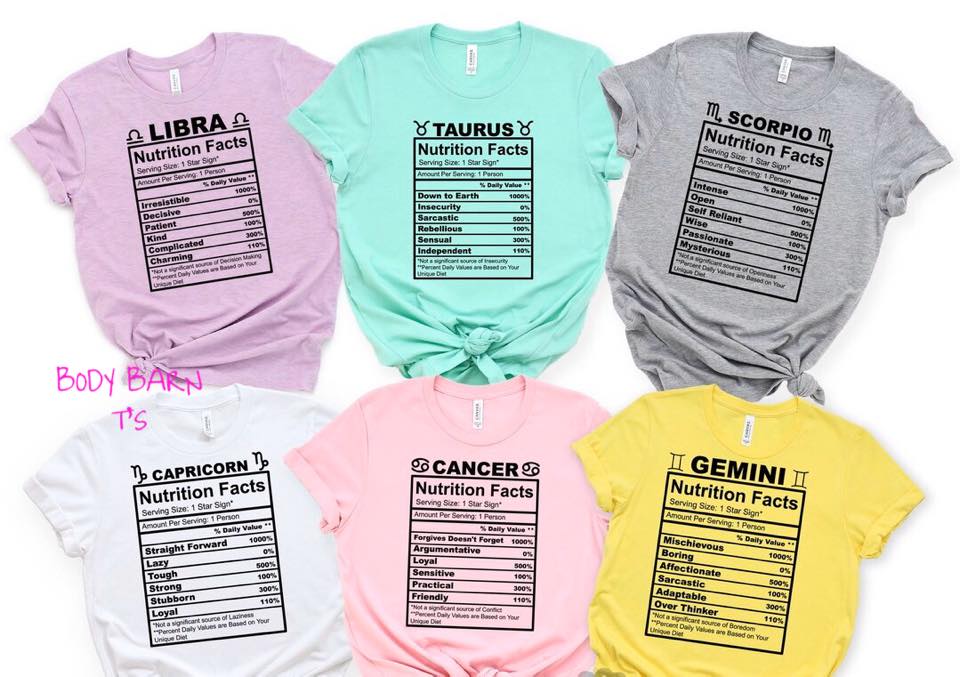 ♎ LIBRA ♎
Nutrition Facts
Serving Size: 1 Star Sign*
Amount Per Serving: 1 Person
% Daily Value **
Irresistible 1000%
Decisive 0%
Patient 500%
Kind 100%
Complicated 300%
Charming 110%
*Not a significant source of Decision Making
**Percent Daily Values are Based on Your
Unique Diet
♉ TAURUS ♉
Nutrition Facts
Serving Size: 1 Star Sign*
Amount Per Serving: 1 Person
% Daily Value **
Down to Earth 1000%
Insecurity 0%
Sarcastic 500%
Rebellious 100%
Sensual 300%
Independent 110%
*Not a significant source of Insecurity
**Percent Daily Values are Based on Your
Unique Diet
♏ SCORPIO ♏
Nutrition Facts
Serving Size: 1 Star Sign*
Amount Per Serving: 1 Person
% Daily Value **
Intense 1000%
Open 0%
Self Reliant 500%
Wise 100%
Passionate 300%
Mysterious 110%
*Not a significant source of Openness
**Percent Daily Values are Based on Your
Unique Diet
BODY BARN
T'S
♑ CAPRICORN ♑
Nutrition Facts
Serving Size: 1 Star Sign*
Amount Per Serving: 1 Person
% Daily Value **
Straight Forward 1000%
Lazy 0%
Tough 500%
Strong 100%
Stubborn 300%
Loyal 110%
*Not a significant source of Laziness
**Percent Daily Values are Based on Your
Unique Diet
♋ CANCER ♋
Nutrition Facts
Serving Size: 1 Star Sign*
Amount Per Serving: 1 Person
% Daily Value **
Forgives Doesn't Forget 1000%
Argumentative 0%
Loyal 500%
Sensitive 100%
Practical 300%
Friendly 110%
*Not a significant source of Conflict
**Percent Daily Values are Based on Your
Unique Diet
♊ GEMINI ♊
Nutrition Facts
Serving Size: 1 Star Sign*
Amount Per Serving: 1 Person
% Daily Value **
Mischievous 1000%
Boring 0%
Affectionate 500%
Sarcastic 100%
Adaptable 300%
Over Thinker 110%
*Not a significant source of Boredom
**Percent Daily Values are Based on Your
Unique Diet